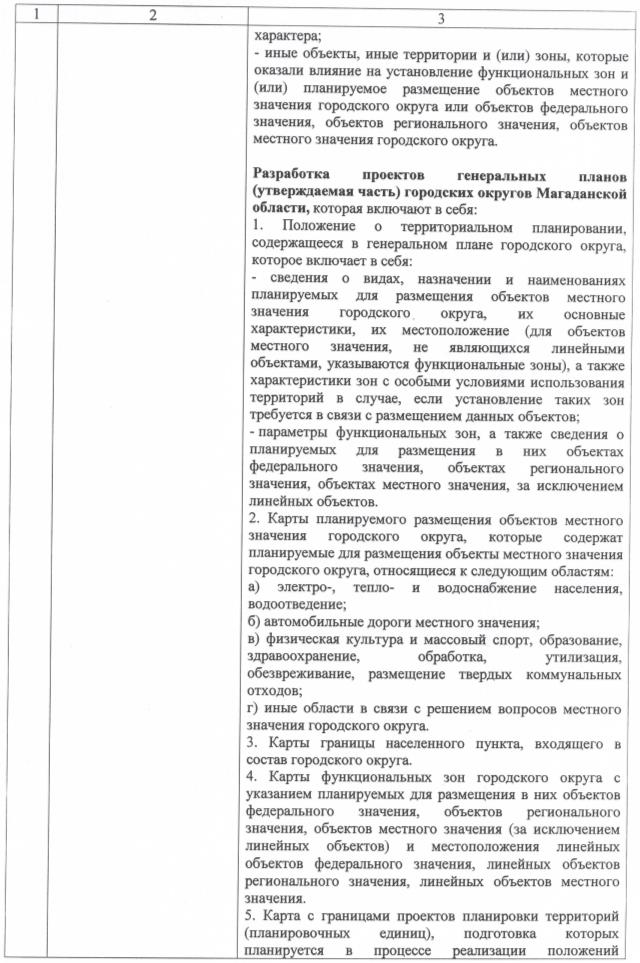 1 2 3
характера;
- иные объекты, иные территории и (или) зоны, которые
оказали влияние на установление функциональных зон и
(или) планируемое размещение объектов местного
значения городского округа или объектов федерального
значения, объектов регионального значения, объектов
местного значения городского округа.
Разработка проектов генеральных планов
(утверждаемая часть) городских округов Магаданской
области, которая включают в себя:
1. Положение о территориальном планировании,
содержащееся в генеральном плане городского округа,
которое включает в себя:
- сведения о видах, назначении и наименованиях
планируемых для размещения объектов местного
значения городского округа, их основные
характеристики, их местоположение (для объектов
местного значения, не являющихся линейными
объектами, указываются функциональные зоны), а также
характеристики зон с особыми условиями использования
территорий в случае, если установление таких зон
требуется в связи с размещением данных объектов;
- параметры функциональных зон, а также сведения о
планируемых для размещения в них объектах
федерального значения, объектах регионального
значения, объектах местного значения, за исключением
линейных объектов.
2. Карты планируемого размещения объектов местного
значения городского округа, которые содержат
планируемые для размещения объекты местного значения
городского округа, относящиеся к следующим областям:
а) электро-, тепло- и водоснабжение населения,
водоотведение;
б) автомобильные дороги местного значения;
в) физическая культура и массовый спорт, образование,
здравоохранение, обработка, утилизация,
обезвреживание, размещение твердых коммунальных
отходов;
г) иные области в связи с решением вопросов местного
значения городского округа.
3. Карты границы населенного пункта, входящего в
состав городского округа.
4. Карты функциональных зон городского округа с
указанием планируемых для размещения в них объектов
федерального значения, объектов регионального
значения, объектов местного значения (за исключением
линейных объектов) и местоположения линейных
объектов федерального значения, линейных объектов
регионального значения, линейных объектов местного
значения.
5. Карта с границами проектов планировки территорий
(планировочных единиц), подготовка которых
планируется в процессе реализации положений